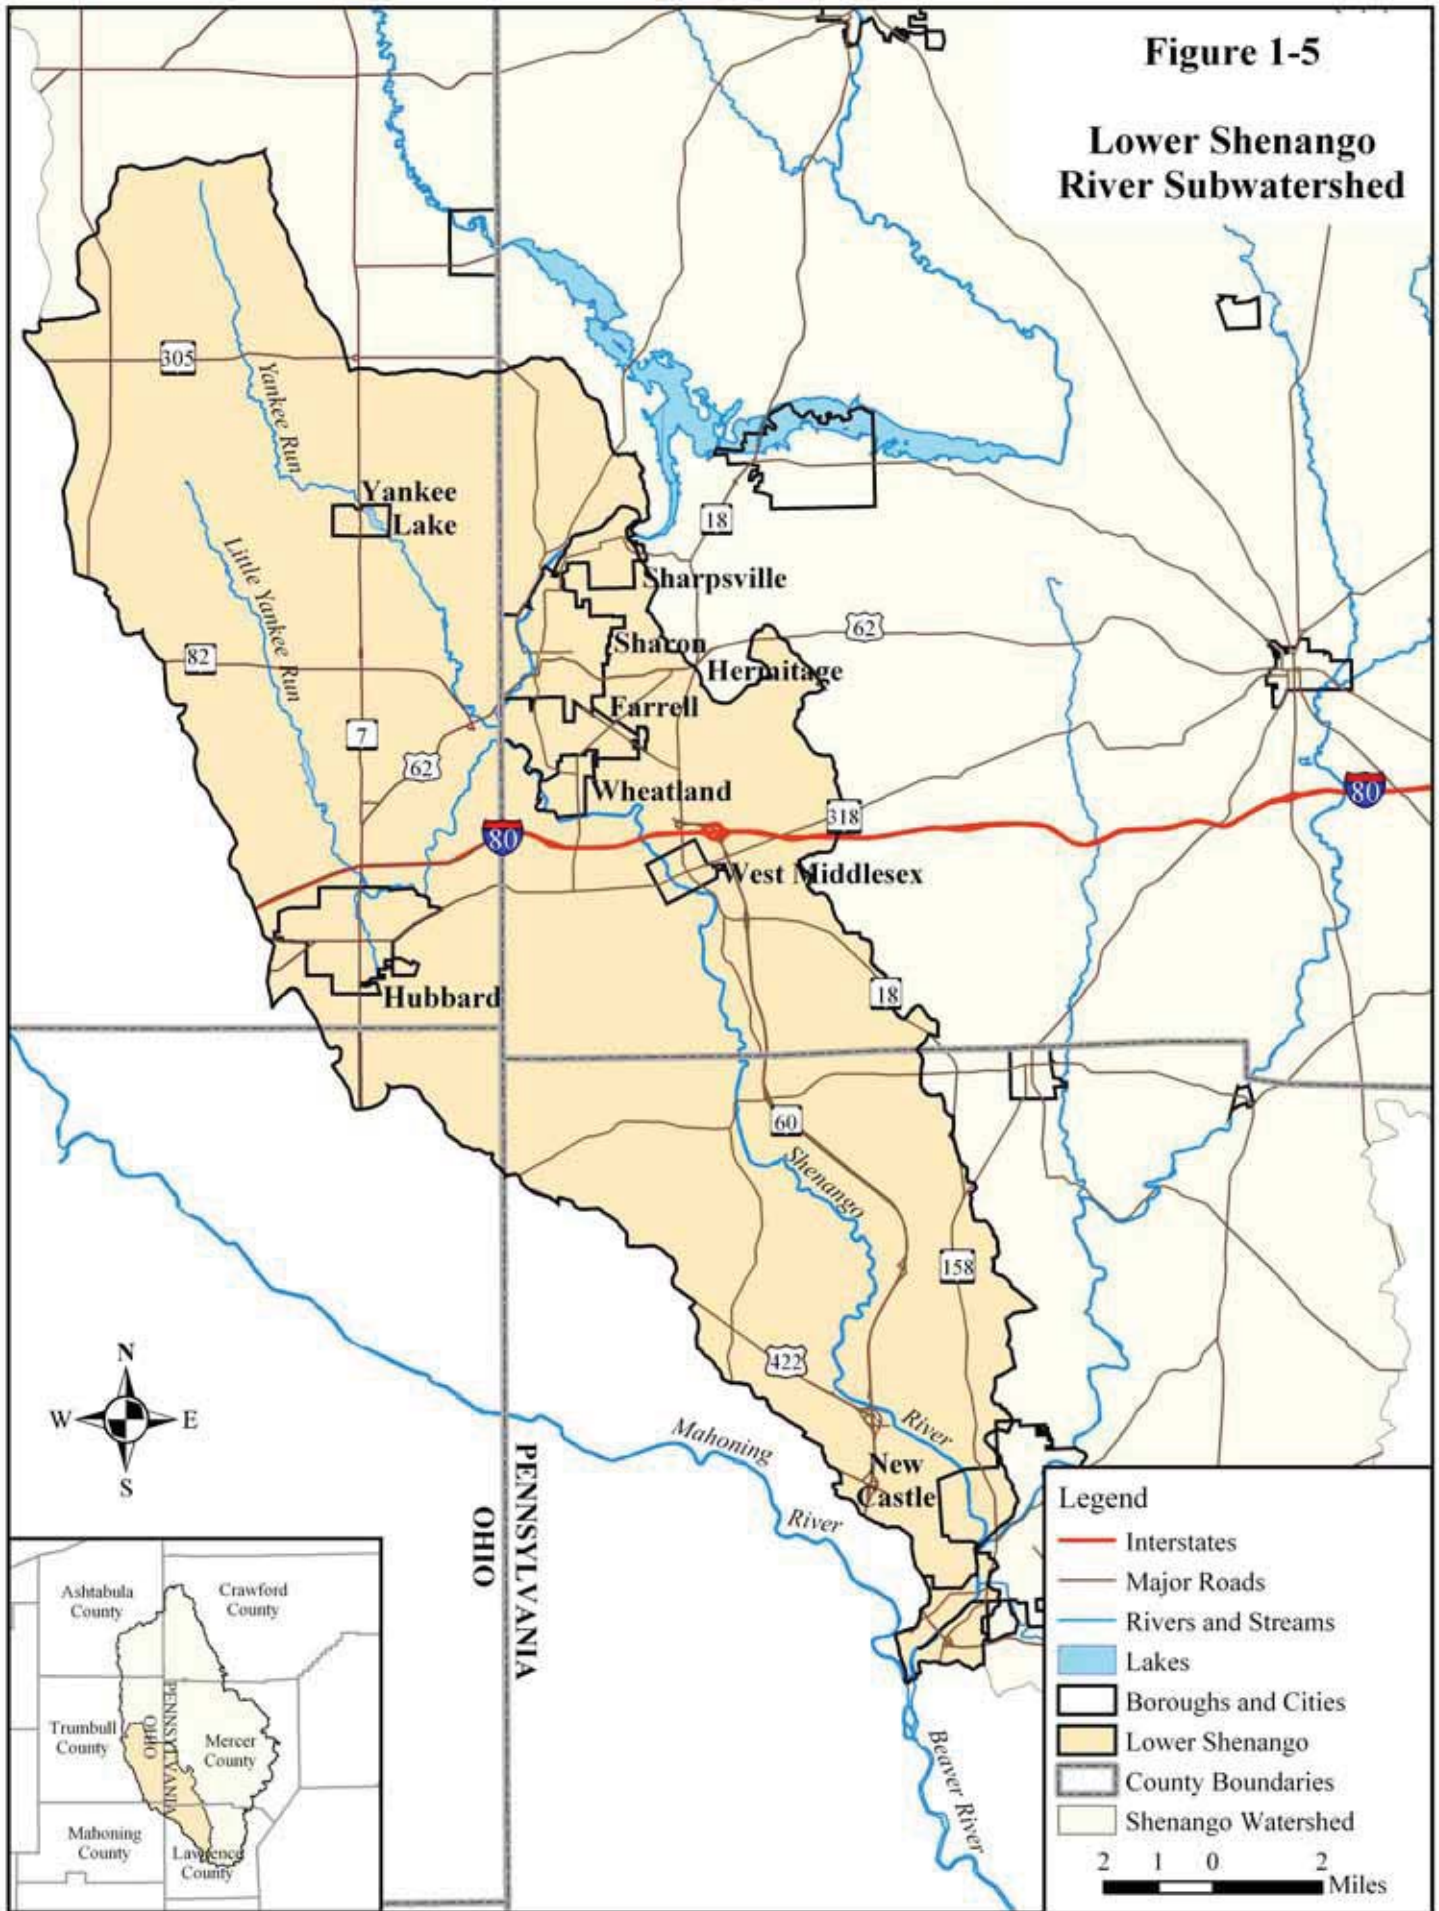 Figure 1-5
Lower Shenango
River Subwatershed
305
Yankee Run
Yankee
Lake
18
Little Yankee Run
Sharpsville
62
Sharon
82
Hermitage
Farrell
7
62
Wheatland
80
318
80
West Middlesex
18
Hubbard
60
Shenango
158
422
N
W
E
S
River
Mahoning
New
Castle
River
PENNSYLVANIA
OHIO
Beaver River
Legend
Interstates
Major Roads
Rivers and Streams
Lakes
Boroughs and Cities
Lower Shenango
County Boundaries
Shenango Watershed
2 1 0 2
Miles
Ashtabula
County
Crawford
County
PENNSYLVANIA
OHIO
Trumbull
County
Mercer
County
Mahoning
County
Lawrence
County